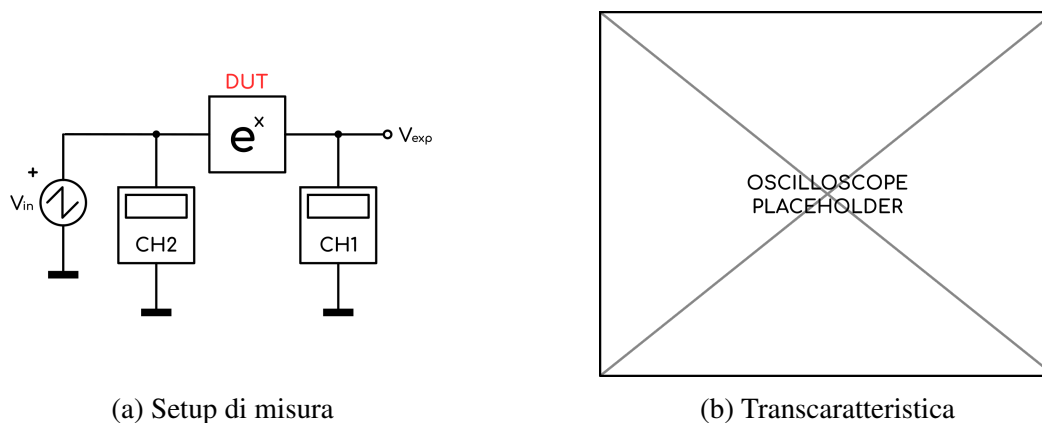 DUT
e^x
V_exp
+
V_in
CH2
CH1
(a) Setup di misura
OSCILLOSCOPE
PLACEHOLDER
(b) Transcaratteristica